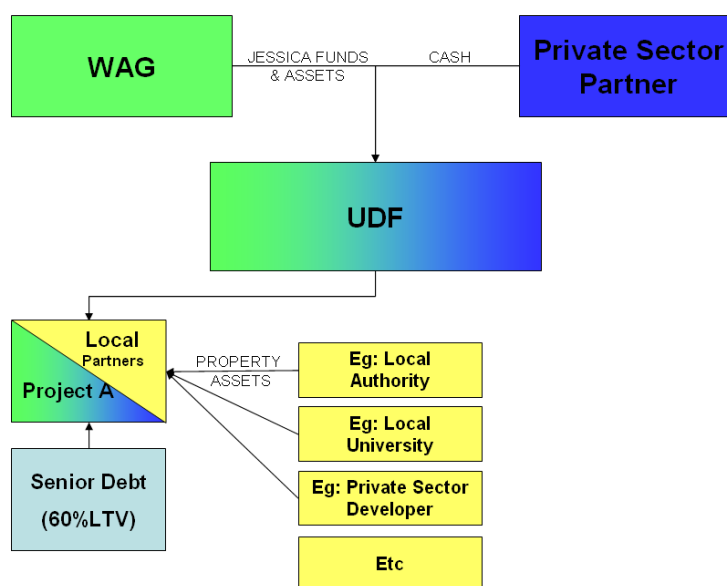 WAG
JESSICA FUNDS
& ASSETS
CASH
Private Sector
Partner
UDF
Local
Partners
Project A
PROPERTY
ASSETS
Eg: Local
Authority
Eg: Local
University
Eg: Private Sector
Developer
Etc
Senior Debt
(60%LTV)